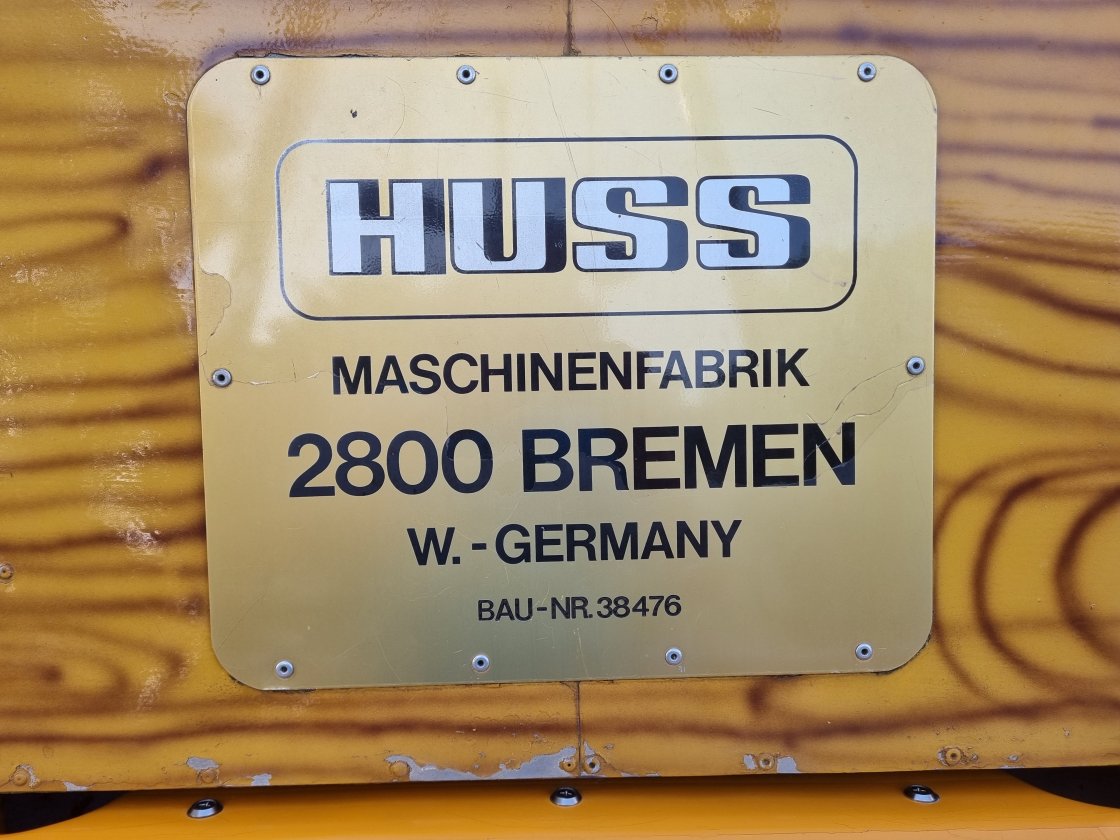 HUSS
MASCHINENFABRIK
2800 BREMEN
W.-GERMANY
BAU-NR. 38476